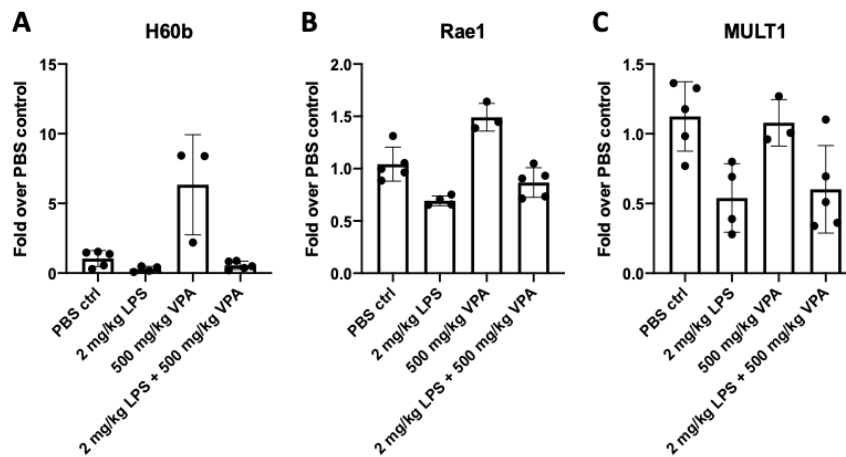 A
H60b
Fold over PBS control
15
10
5
0
PBS ctrl
2 mg/kg LPS
500 mg/kg VPA
2 mg/kg LPS + 500 mg/kg VPA
B
Rae1
Fold over PBS control
2.0
1.5
1.0
0.5
0.0
PBS ctrl
2 mg/kg LPS
500 mg/kg VPA
2 mg/kg LPS + 500 mg/kg VPA
C
MULT1
Fold over PBS control
1.5
1.0
0.5
0.0
PBS ctrl
2 mg/kg LPS
500 mg/kg VPA
2 mg/kg LPS + 500 mg/kg VPA